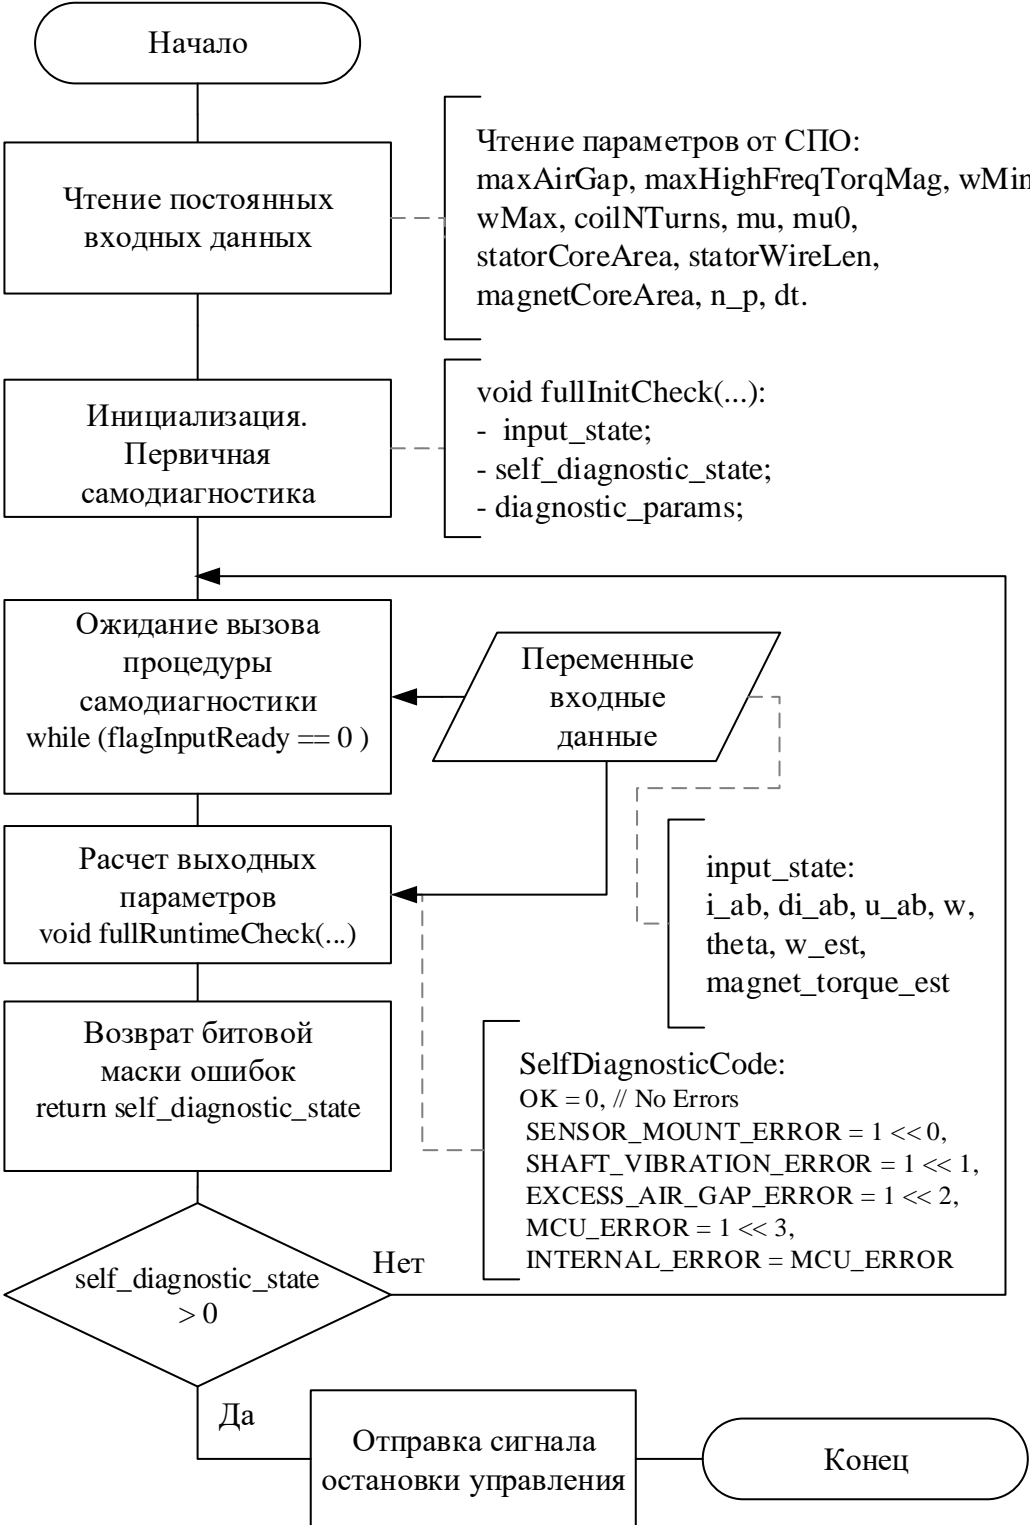 Начало
Чтение постоянных
входных данных
Чтение параметров от СПО:
maxAirGap, maxHighFreqTorqMag, wMin
wMax, coilNTurns, mu, mu0,
statorCoreArea, statorWireLen,
magnetCoreArea, n_p, dt.
Инициализация.
Первичная
самодиагностика
void fullInitCheck(...):
- input_state;
- self_diagnostic_state;
- diagnostic_params;
Ожидание вызова
процедуры
самодиагностики
while (flagInputReady == 0 )
Переменные
входные
данные
Расчет выходных
параметров
void fullRuntimeCheck(...)
input_state:
i_ab, di_ab, u_ab, w,
theta, w_est,
magnet_torque_est
Возврат битовой
маски ошибок
return self_diagnostic_state
SelfDiagnosticCode:
OK = 0, // No Errors
SENSOR_MOUNT_ERROR = 1 << 0,
SHAFT_VIBRATION_ERROR = 1 << 1,
EXCESS_AIR_GAP_ERROR = 1 << 2,
MCU_ERROR = 1 << 3,
INTERNAL_ERROR = MCU_ERROR
self_diagnostic_state
> 0
Нет
Да
Отправка сигнала
остановки управления
Конец